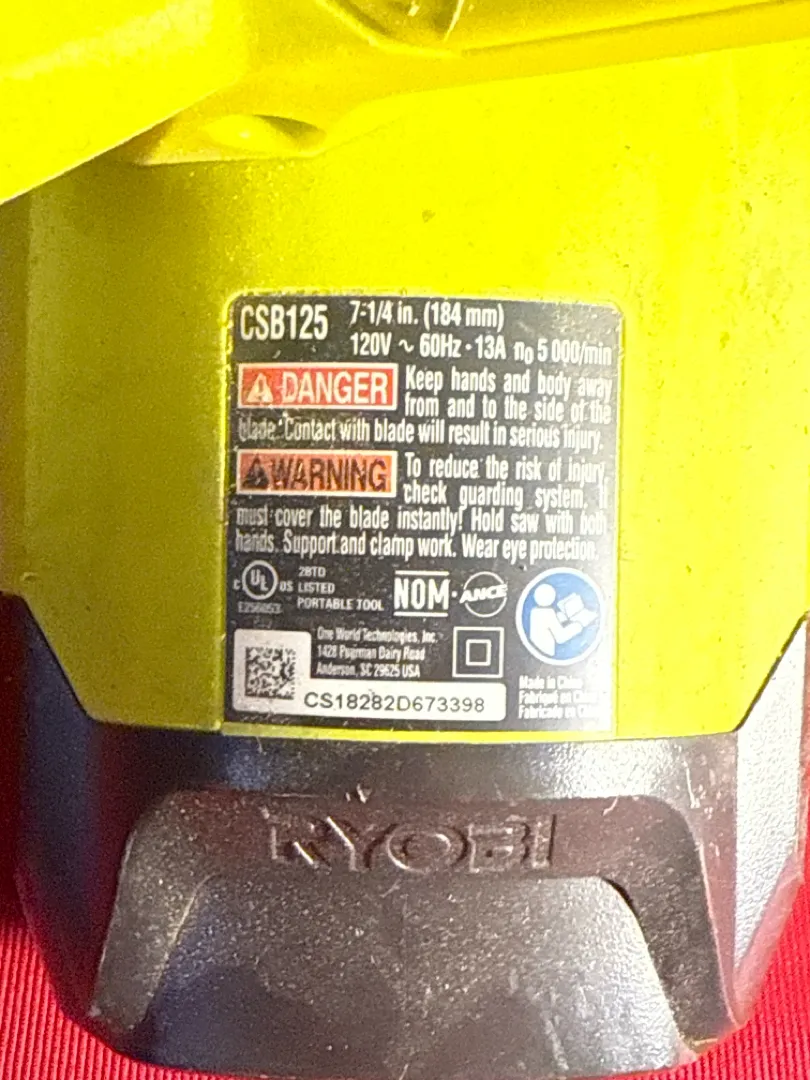 CSB125 7-1/4 in. (184 mm)
120V ~ 60Hz · 13A n₀ 5 000/min
⚠ DANGER Keep hands and body away
from and to the side of the
blade. Contact with blade will result in serious injury.
⚠ WARNING To reduce the risk of injury
check guarding system. It
must cover the blade instantly! Hold saw with both
hands. Support and clamp work. Wear eye protection.
c UL US 2BTD
LISTED
PORTABLE TOOL
E256053
NOM-ANCE
One World Technologies, Inc.
1428 Pearman Dairy Road
Anderson, SC 29625 USA
CS18282D673398
Made in China
Fabriqué en
Fabricado en
RYOBI